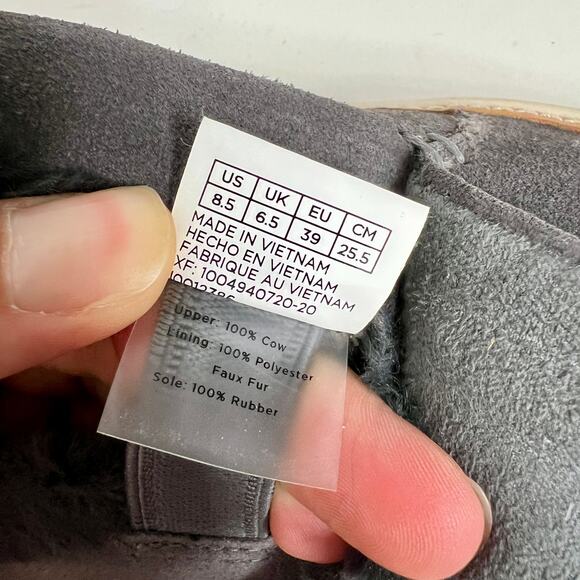 US UK EU CM
8.5 6.5 39 25.5
MADE IN VIETNAM
HECHO EN VIETNAM
FABRIQUE AU VIETNAM
XF: 1004940720-20
Upper: 100% Cow
Lining: 100% Polyester
Faux Fur
Sole: 100% Rubber